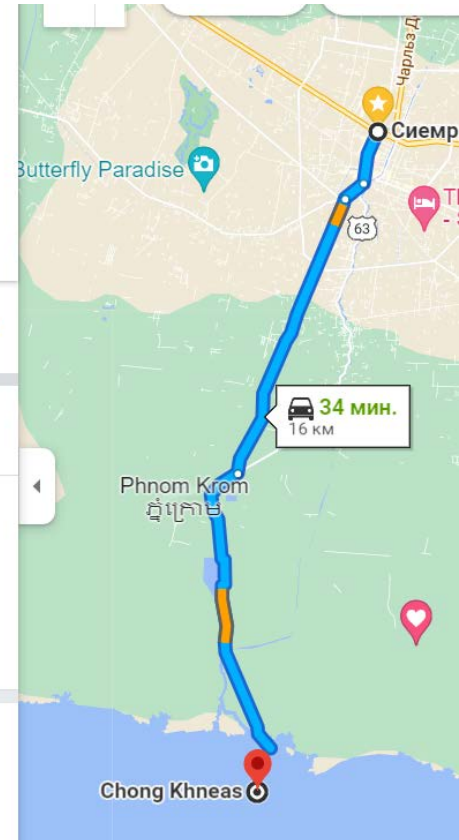 Чарльз Д
Сиемр
Butterfly Paradise
63
34 мин.
16 км
Phnom Krom
ភ្នំក្រោម
Chong Khneas